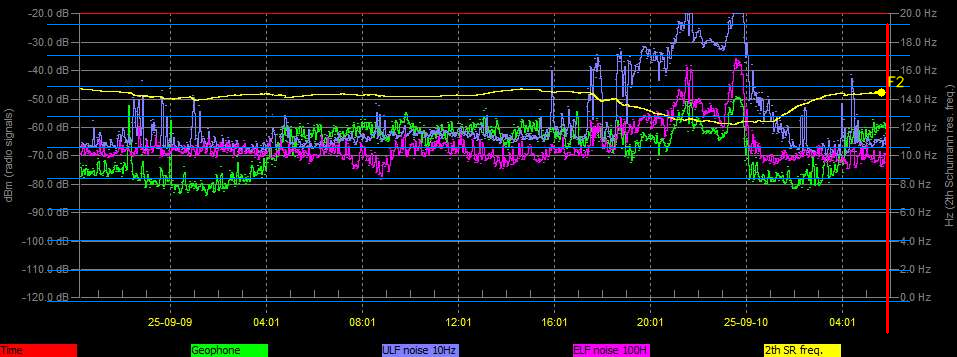 -20.0 dB 20.0 Hz
-30.0 dB 18.0 Hz
-40.0 dB 16.0 Hz
F2
-50.0 dB 14.0 Hz
-60.0 dB 12.0 Hz
-70.0 dB 10.0 Hz
-80.0 dB 8.0 Hz
-90.0 dB 6.0 Hz
-100.0 dB 4.0 Hz
-110.0 dB 2.0 Hz
-120.0 dB 0.0 Hz
dBm (radio signals)
Hz (2th Schumann res. freq.)
25-09-09 04:01 08:01 12:01 16:01 20:01 25-09-10 04:01
Time Geophone ULF noise 10Hz ELF noise 100H 2th SR freq.